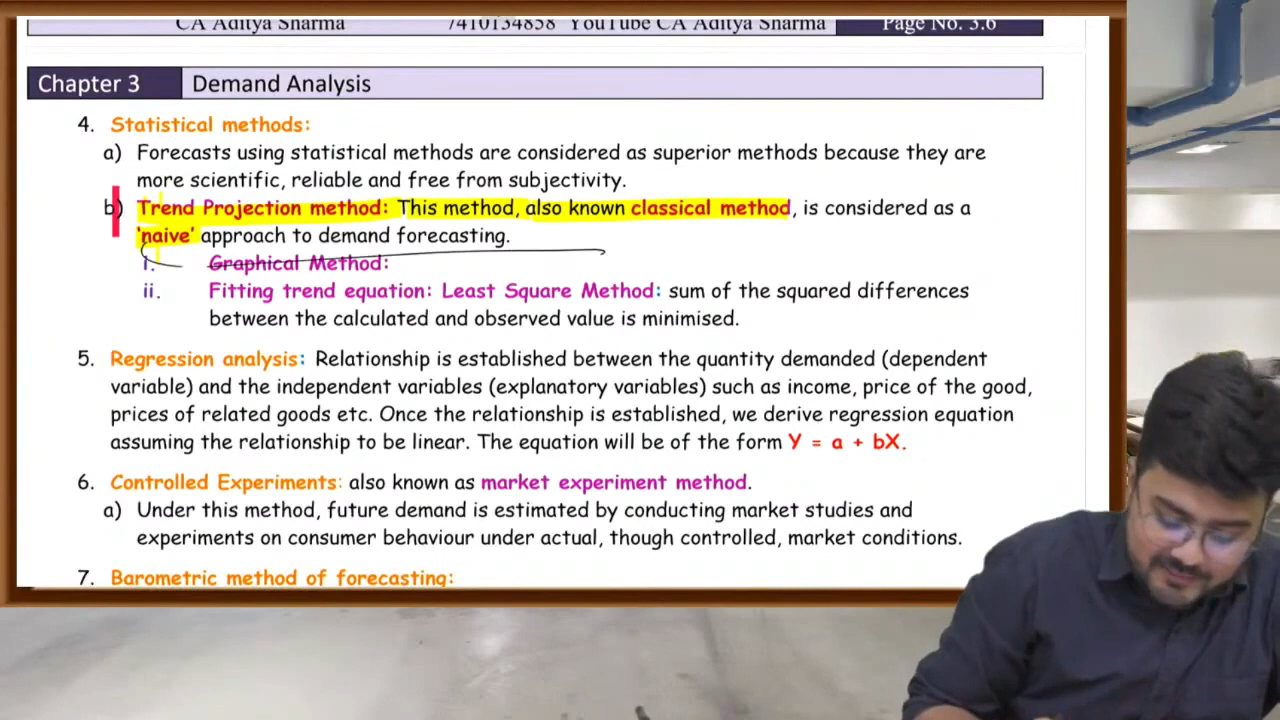 CA Aditya Sharma 7410134858 YouTube CA Aditya Sharma Page No. 3.6
Chapter 3 Demand Analysis
4. Statistical methods:
a) Forecasts using statistical methods are considered as superior methods because they are
more scientific, reliable and free from subjectivity.
b) Trend Projection method: This method, also known classical method, is considered as a
'naive' approach to demand forecasting.
i. Graphical Method:
ii. Fitting trend equation: Least Square Method: sum of the squared differences
between the calculated and observed value is minimised.
5. Regression analysis: Relationship is established between the quantity demanded (dependent
variable) and the independent variables (explanatory variables) such as income, price of the good,
prices of related goods etc. Once the relationship is established, we derive regression equation
assuming the relationship to be linear. The equation will be of the form Y = a + bX.
6. Controlled Experiments: also known as market experiment method.
a) Under this method, future demand is estimated by conducting market studies and
experiments on consumer behaviour under actual, though controlled, market conditions.
7. Barometric method of forecasting: